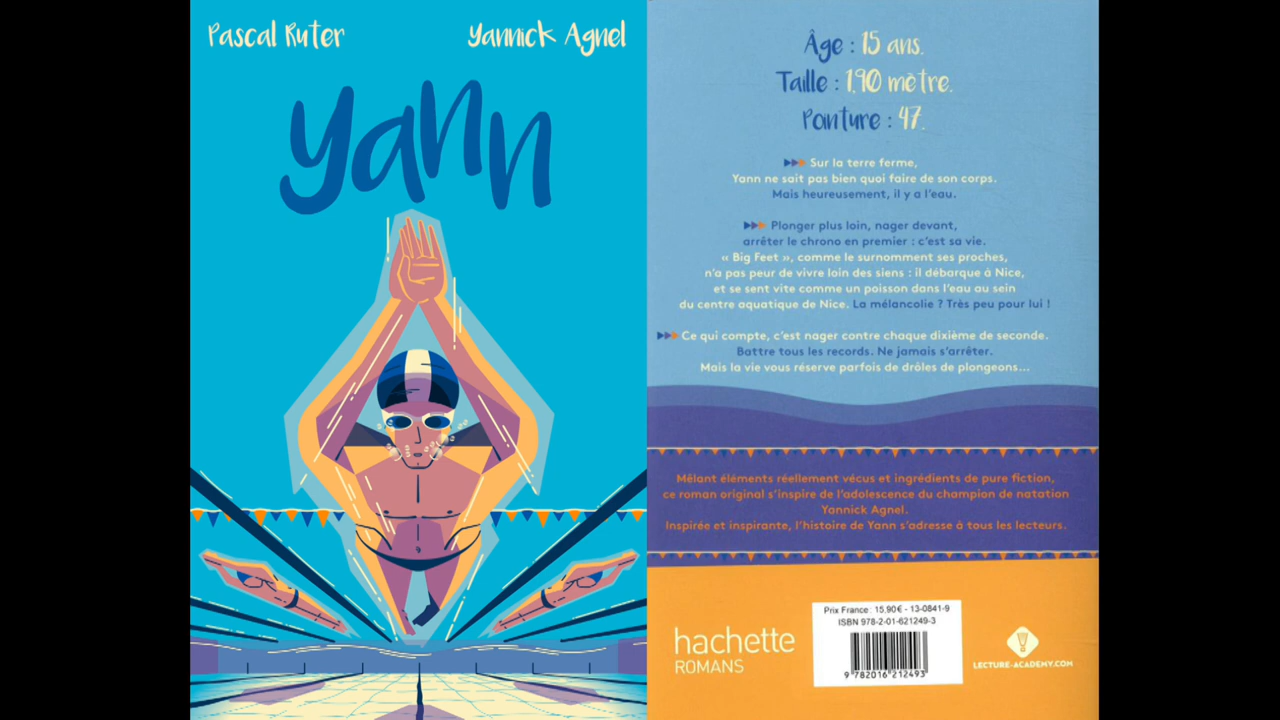 Pascal Ruter
Yannick Agnel
yann
Âge : 15 ans.
Taille : 1,90 mètre.
Pointure : 47.
Sur la terre ferme,
Yann ne sait pas bien quoi faire de son corps.
Mais heureusement, il y a l'eau.
Plonger plus loin, nager devant,
arrêter le chrono en premier : c'est sa vie.
« Big Feet », comme le surnomment ses proches,
n'a pas peur de vivre loin des siens : il débarque à Nice,
et se sent vite comme un poisson dans l'eau au sein
du centre aquatique de Nice. La mélancolie ? Très peu pour lui !
Ce qui compte, c'est nager contre chaque dixième de seconde.
Battre tous les records. Ne jamais s'arrêter.
Mais la vie vous réserve parfois de drôles de plongeons...
Mêlant éléments réellement vécus et ingrédients de pure fiction,
ce roman original s'inspire de l'adolescence du champion de natation
Yannick Agnel.
Inspirée et inspirante, l'histoire de Yann s'adresse à tous les lecteurs.
hachette
ROMANS
Prix France : 15,90€ - 13-0841-9
ISBN 978-2-01-621249-3
9 782016 212493
LECTURE-ACADEMY.COM